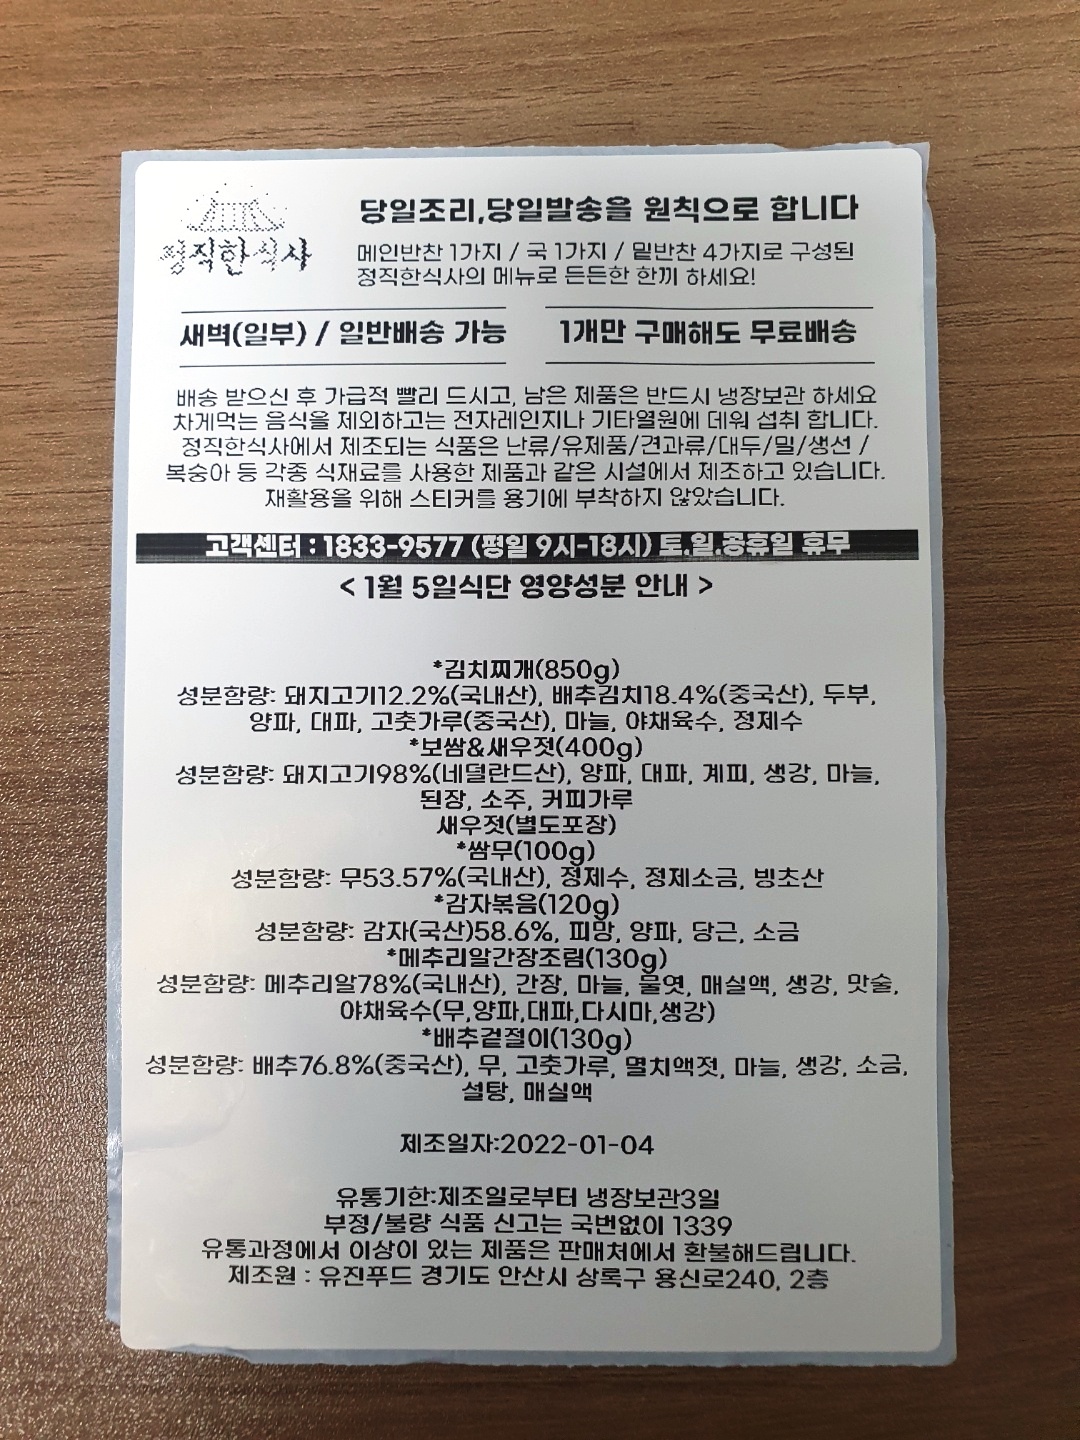 정직한식사
당일조리,당일발송을 원칙으로 합니다
메인반찬 1가지 / 국 1가지 / 밑반찬 4가지로 구성된
정직한식사의 메뉴로 든든한 한끼 하세요!
새벽(일부) / 일반배송 가능
1개만 구매해도 무료배송
배송 받으신 후 가급적 빨리 드시고, 남은 제품은 반드시 냉장보관 하세요
차게먹는 음식을 제외하고는 전자레인지나 기타열원에 데워 섭취 합니다.
정직한식사에서 제조되는 식품은 난류/유제품/견과류/대두/밀/생선 /
복숭아 등 각종 식재료를 사용한 제품과 같은 시설에서 제조하고 있습니다.
재활용을 위해 스티커를 용기에 부착하지 않았습니다.
고객센터 : 1833-9577 (평일 9시-18시) 토,일,공휴일 휴무
< 1월 5일식단 영양성분 안내 >
*김치찌개(850g)
성분함량: 돼지고기12.2%(국내산), 배추김치18.4%(중국산), 두부,
양파, 대파, 고춧가루(중국산), 마늘, 야채육수, 정제수
*보쌈&새우젓(400g)
성분함량: 돼지고기98%(네덜란드산), 양파, 대파, 계피, 생강, 마늘,
된장, 소주, 커피가루
새우젓(별도포장)
*쌈무(100g)
성분함량: 무53.57%(국내산), 정제수, 정제소금, 빙초산
*감자볶음(120g)
성분함량: 감자(국산)58.6%, 피망, 양파, 당근, 소금
*메추리알간장조림(130g)
성분함량: 메추리알78%(국내산), 간장, 마늘, 물엿, 매실액, 생강, 맛술,
야채육수(무,양파,대파,다시마,생강)
*배추겉절이(130g)
성분함량: 배추76.8%(중국산), 무, 고춧가루, 멸치액젓, 마늘, 생강, 소금,
설탕, 매실액
제조일자:2022-01-04
유통기한:제조일로부터 냉장보관3일
부정/불량 식품 신고는 국번없이 1339
유통과정에서 이상이 있는 제품은 판매처에서 환불해드립니다.
제조원 : 유진푸드 경기도 안산시 상록구 용신로240, 2층